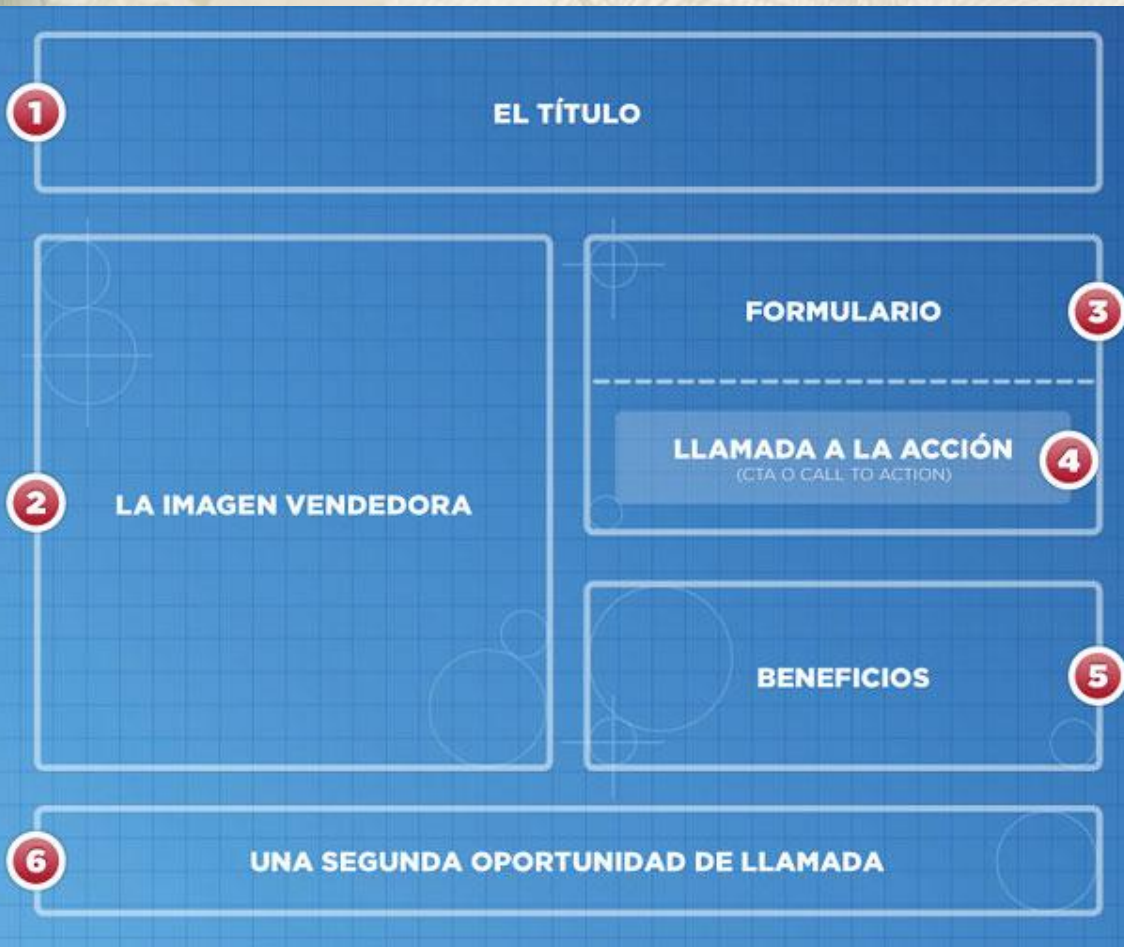 1
EL TÍTULO
2
LA IMAGEN VENDEDORA
3
FORMULARIO
4
LLAMADA A LA ACCIÓN
(CTA O CALL TO ACTION)
5
BENEFICIOS
6
UNA SEGUNDA OPORTUNIDAD DE LLAMADA